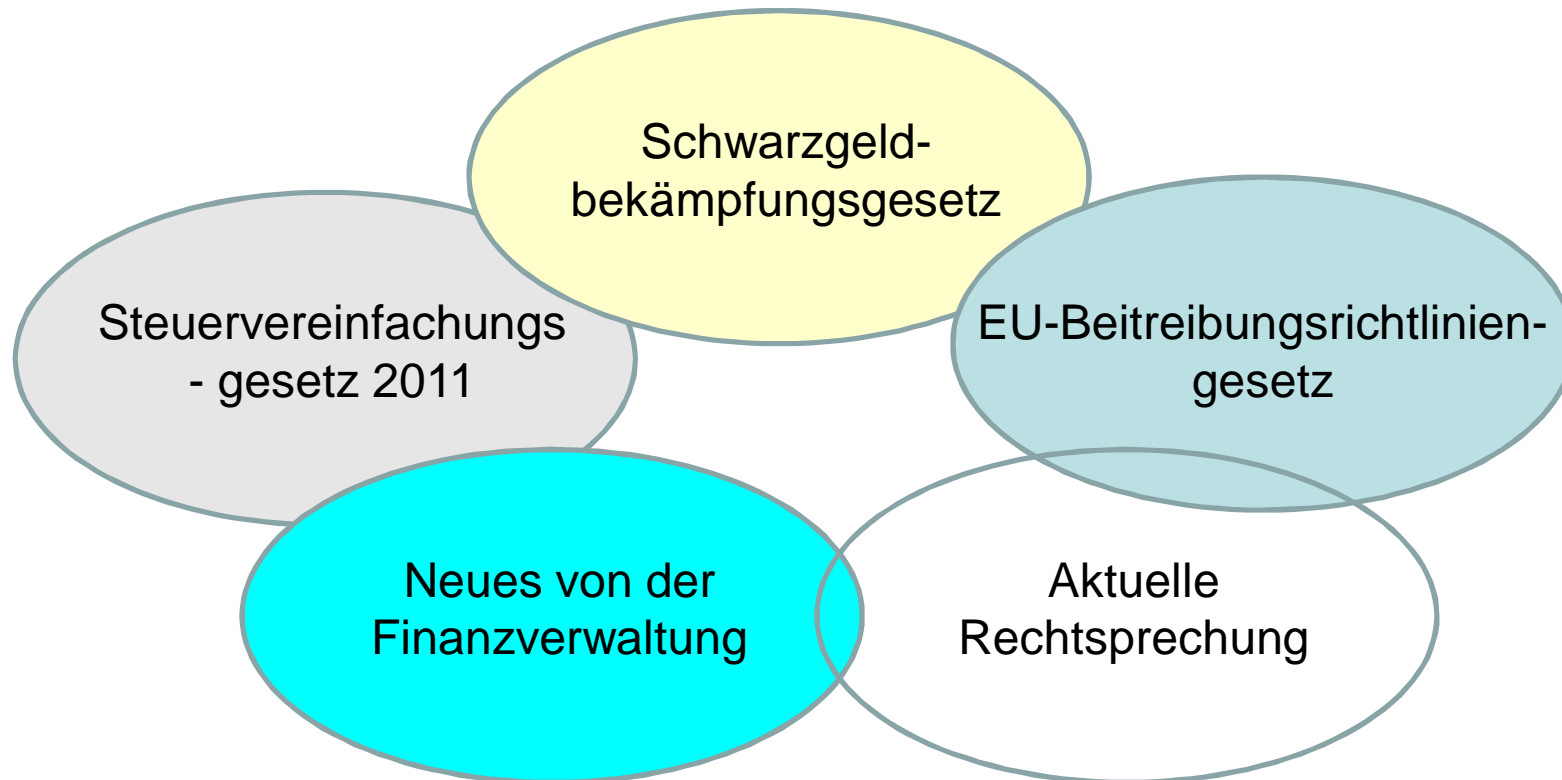 Schwarzgeld-
bekämpfungsgesetz
Steuervereinfachungs
- gesetz 2011
EU-Beitreibungsrichtlinien-
gesetz
Neues von der
Finanzverwaltung
Aktuelle
Rechtsprechung